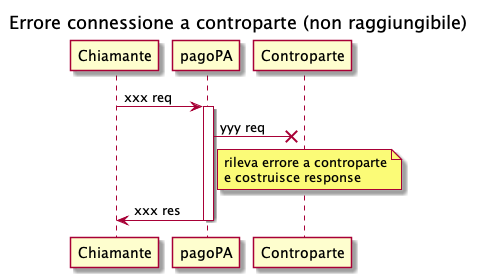 Errore connessione a controparte (non raggiungibile)
Chiamante pagoPA Controparte
xxx req
yyy req
rileva errore a controparte
e costruisce response
xxx res
Chiamante pagoPA Controparte